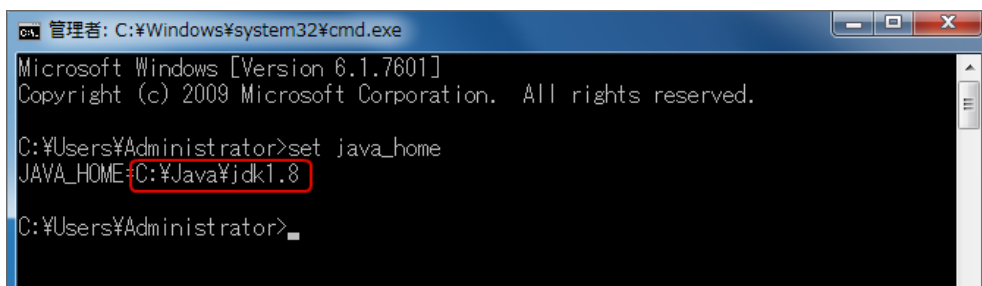 管理者: C:¥Windows¥system32¥cmd.exe
Microsoft Windows [Version 6.1.7601]
Copyright (c) 2009 Microsoft Corporation.  All rights reserved.
C:¥Users¥Administrator>set java_home
JAVA_HOME=C:¥Java¥jdk1.8
C:¥Users¥Administrator>